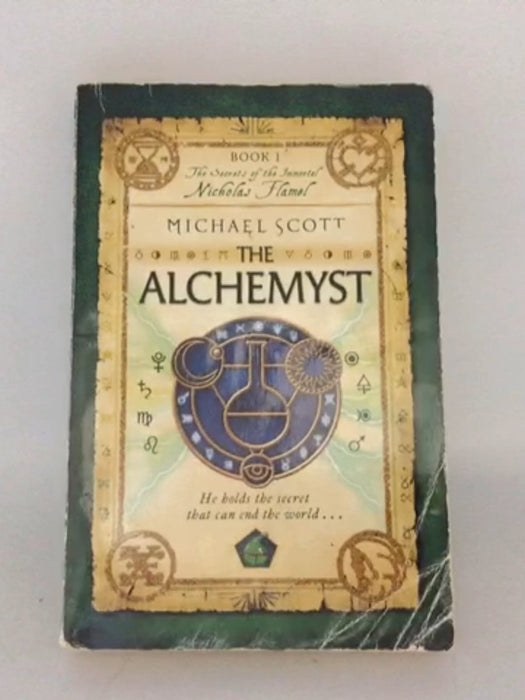 BOOK 1
The Secrets of the Immortal
Nicholas Flamel
MICHAEL SCOTT
THE
ALCHEMYST
He holds the secret
that can end the world...